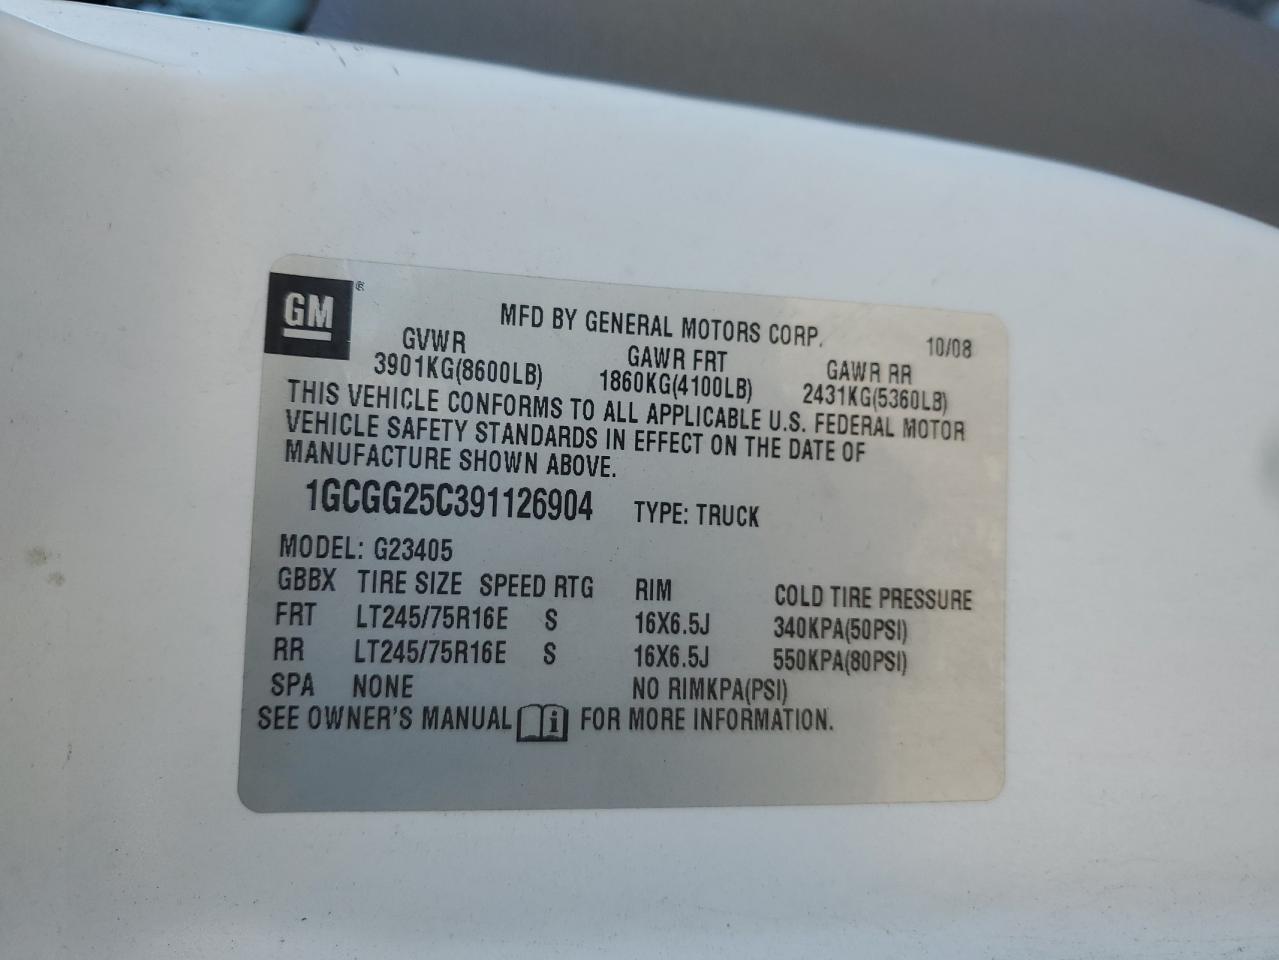 GM ®
MFD BY GENERAL MOTORS CORP. 10/08
GVWR GAWR FRT GAWR RR
3901KG(8600LB) 1860KG(4100LB) 2431KG(5360LB)
THIS VEHICLE CONFORMS TO ALL APPLICABLE U.S. FEDERAL MOTOR
VEHICLE SAFETY STANDARDS IN EFFECT ON THE DATE OF
MANUFACTURE SHOWN ABOVE.
1GCGG25C391126904 TYPE: TRUCK
MODEL: G23405
GBBX TIRE SIZE SPEED RTG RIM COLD TIRE PRESSURE
FRT LT245/75R16E S 16X6.5J 340KPA(50PSI)
RR LT245/75R16E S 16X6.5J 550KPA(80PSI)
SPA NONE NO RIMKPA(PSI)
SEE OWNER'S MANUAL i FOR MORE INFORMATION.